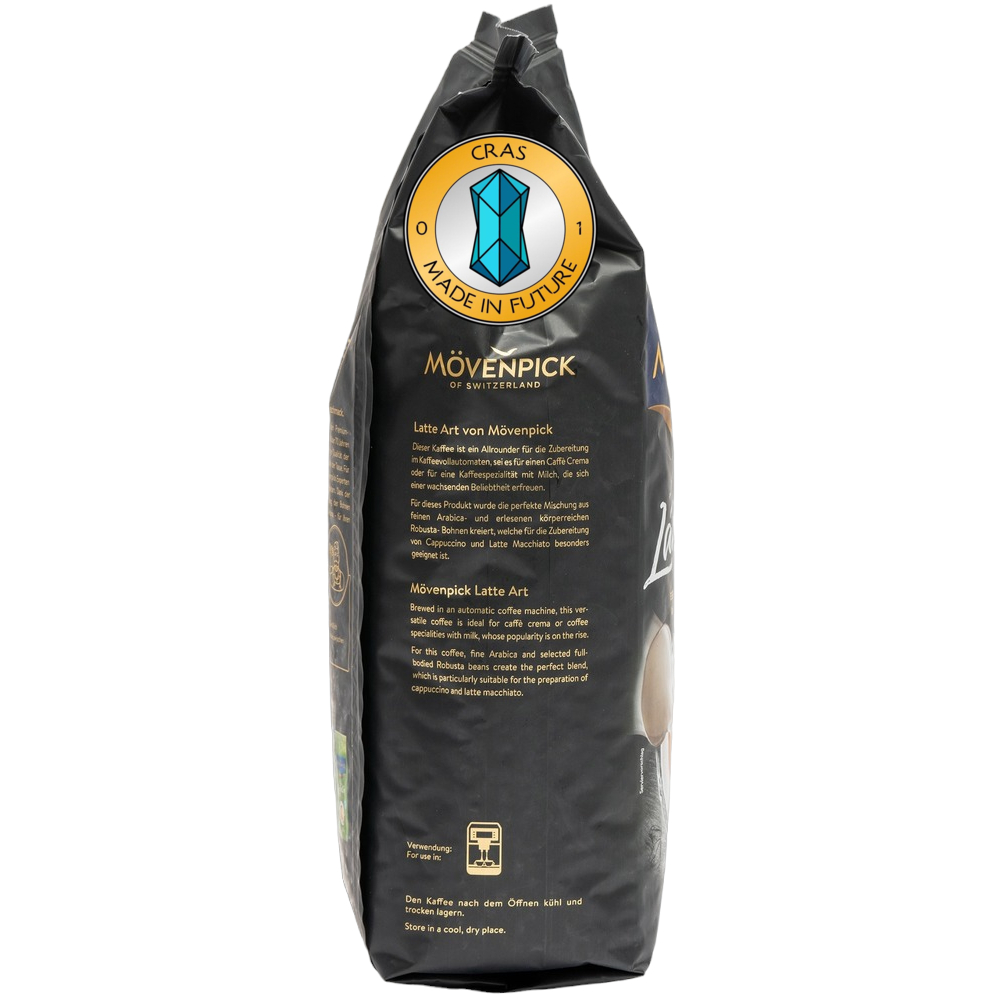 CRAS
0 1
MADE IN FUTURE
MÖVENPICK
OF SWITZERLAND
Latte Art von Mövenpick
Dieser Kaffee ist ein Allrounder für die Zubereitung
im Kaffeevollautomaten, sei es für einen Caffè Crema
oder für eine Kaffeespezialität mit Milch, die sich
einer wachsenden Beliebtheit erfreuen.
Für dieses Produkt wurde die perfekte Mischung aus
feinen Arabica- und erlesenen körperreichen
Robusta- Bohnen kreiert, welche für die Zubereitung
von Cappuccino und Latte Macchiato besonders
geeignet ist.
Mövenpick Latte Art
Brewed in an automatic coffee machine, this ver-
satile coffee is ideal for caffè crema or coffee
specialities with milk, whose popularity is on the rise.
For this coffee, fine Arabica and selected full-
bodied Robusta beans create the perfect blend,
which is particularly suitable for the preparation of
cappuccino and latte macchiato.
Serviervorschlag
Verwendung:
For use in:
Den Kaffee nach dem Öffnen kühl und
trocken lagern.
Store in a cool, dry place.